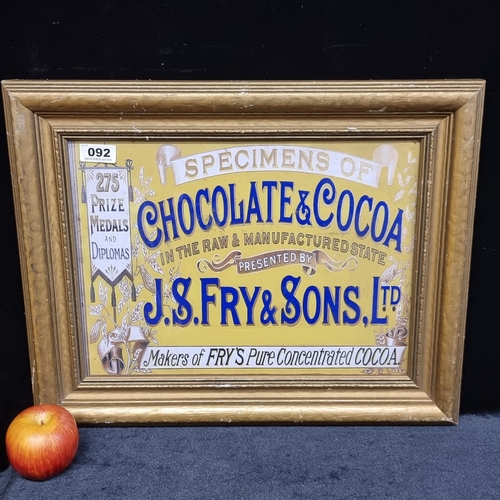 092
SPECIMENS OF
275
PRIZE
MEDALS
AND
DIPLOMAS
CHOCOLATE & COCOA
IN THE RAW & MANUFACTURED STATE
PRESENTED BY
J.S. FRY & SONS, LTD
Makers of FRY'S Pure Concentrated COCOA.